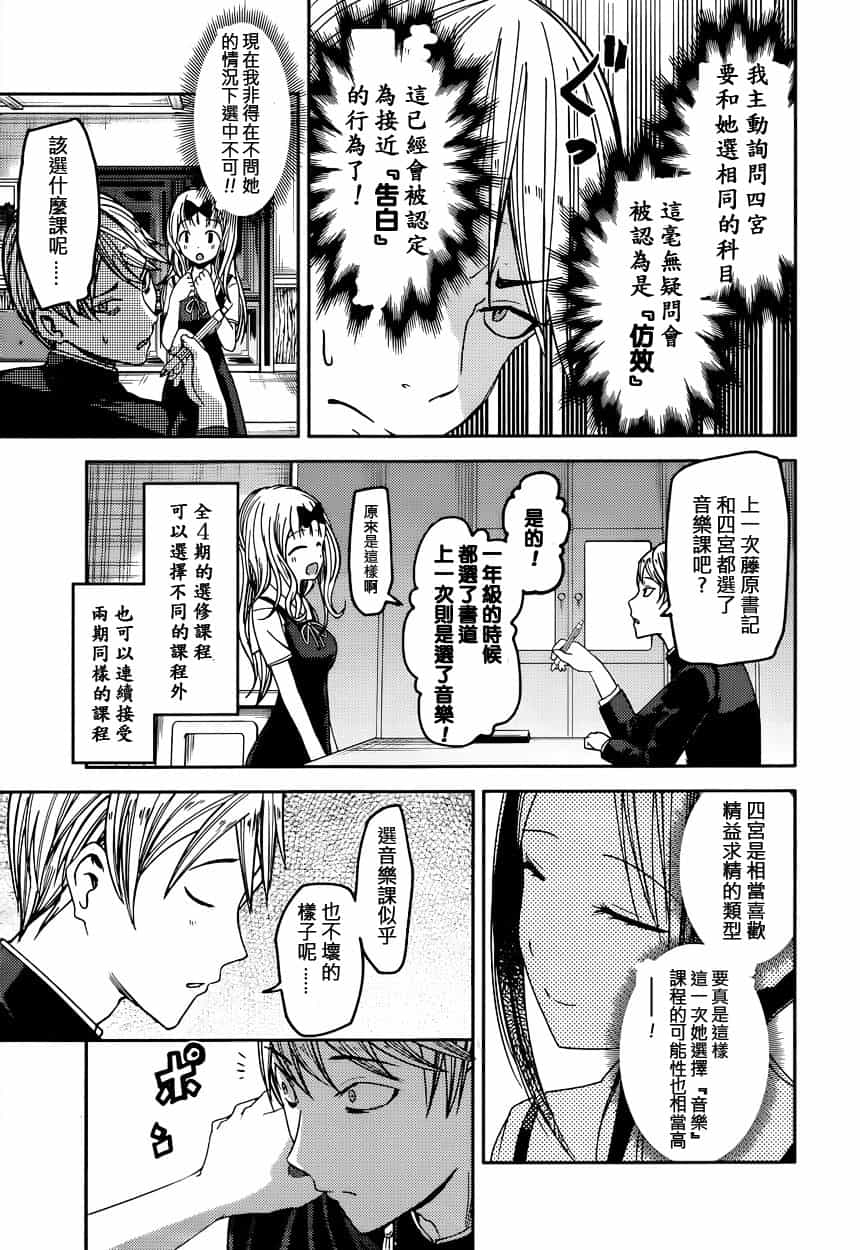 我主動詢問四宮
要和她選相同的科目
這毫無疑問會
被認為是『仿效』
ぐっ
這已經會被認定
為接近『告白』
的行為了！
現在我非得在不問她
的情況下選中不可!!
該選什麼課呢……
上一次藤原書記
和四宮都選了
音樂課吧？
是的！
一年級的時候
都選了書道
上一次則是選了音樂！
原來是這樣啊
全4期的選修課程
可以選擇不同的課程外
也可以連續接受
兩期同樣的課程
四宮是相當喜歡
精益求精的類型
要真是這樣
這一次她選擇『音樂』
課程的可能性也相當高
——！
選音樂課似乎
也不壞的
樣子呢……
ポん